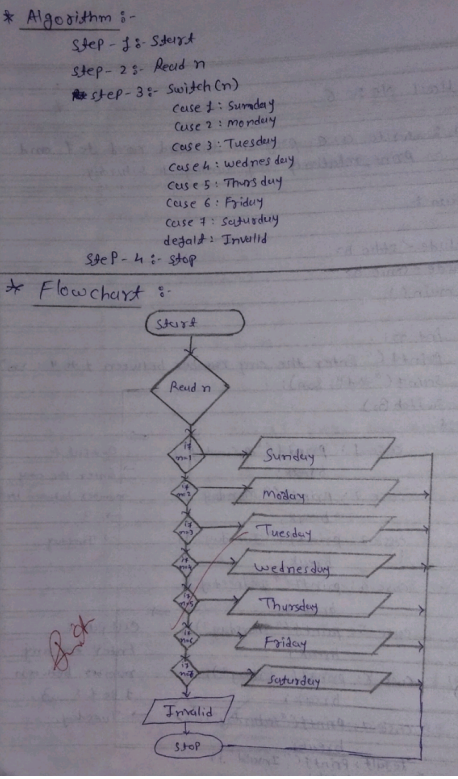 * Algorithm :-
Step - 1 :- Start
Step - 2 :- Read n
Step - 3 :- Switch(n)
case 1 : Sunday
case 2 : monday
case 3 : Tuesday
case 4 : wednesday
case 5 : Thursday
case 6 : Friday
case 7 : Saturday
defalt : Invalid
Step - 4 :- Stop
* Flowchart :-
Start
Read n
if n=1
Sunday
if n=2
Moday
if n=3
Tuesday
if n=4
wednesday
if n=5
Thursday
if n=6
Friday
if n=7
Saturday
Invalid
Stop